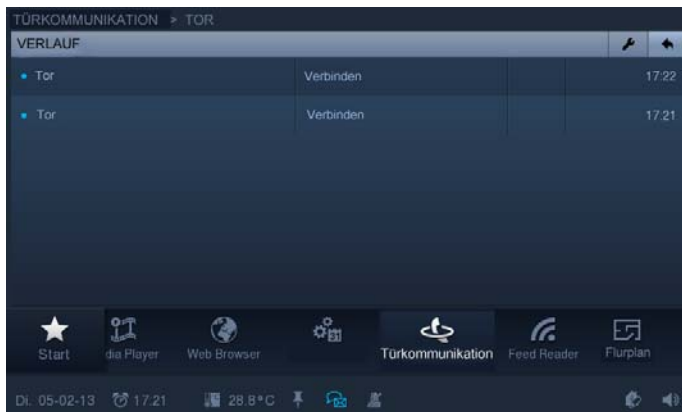 TÜRKOMMUNIKATION > TOR
VERLAUF
Tor Verbinden 17:22
Tor Verbinden 17:21
Start dia Player Web Browser Türkommunikation Feed Reader Flurplan
Di. 05-02-13 17:21 28.8°C